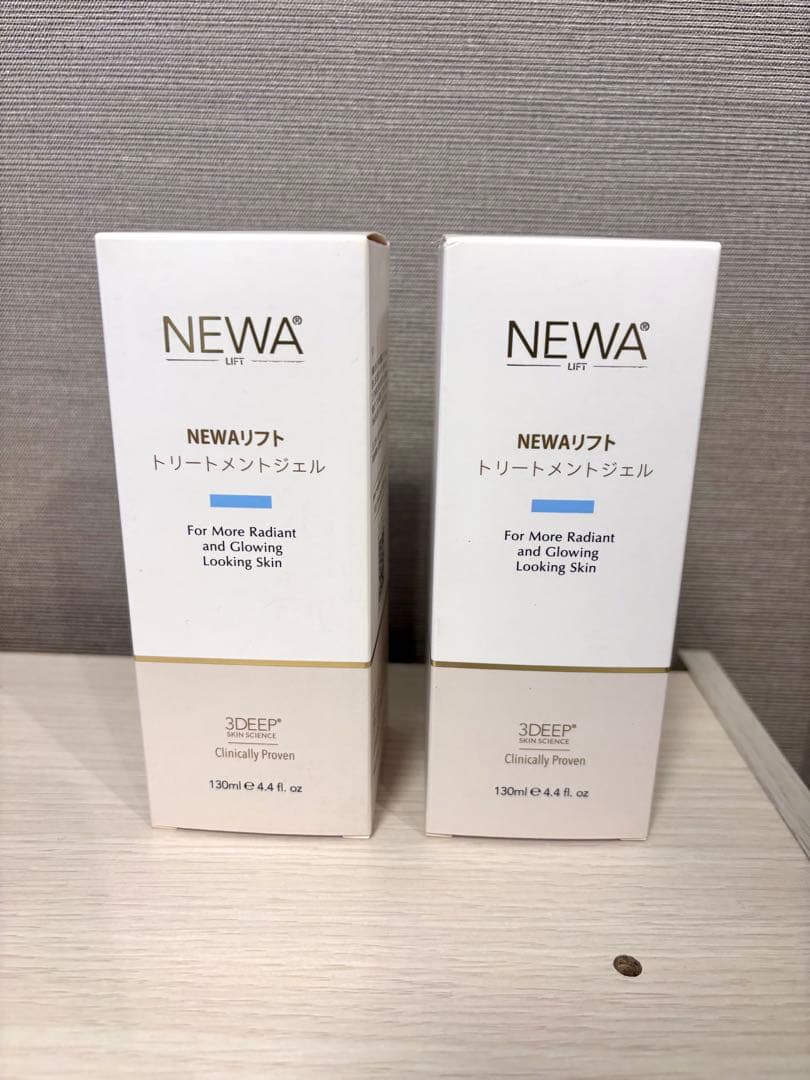 NEWA®
LIFT
NEWAリフト
トリートメントジェル
For More Radiant
and Glowing
Looking Skin
3DEEP®
SKIN SCIENCE
Clinically Proven
130ml ℮ 4.4 fl. oz
NEWA®
LIFT
NEWAリフト
トリートメントジェル
For More Radiant
and Glowing
Looking Skin
3DEEP®
SKIN SCIENCE
Clinically Proven
130ml ℮ 4.4 fl. oz